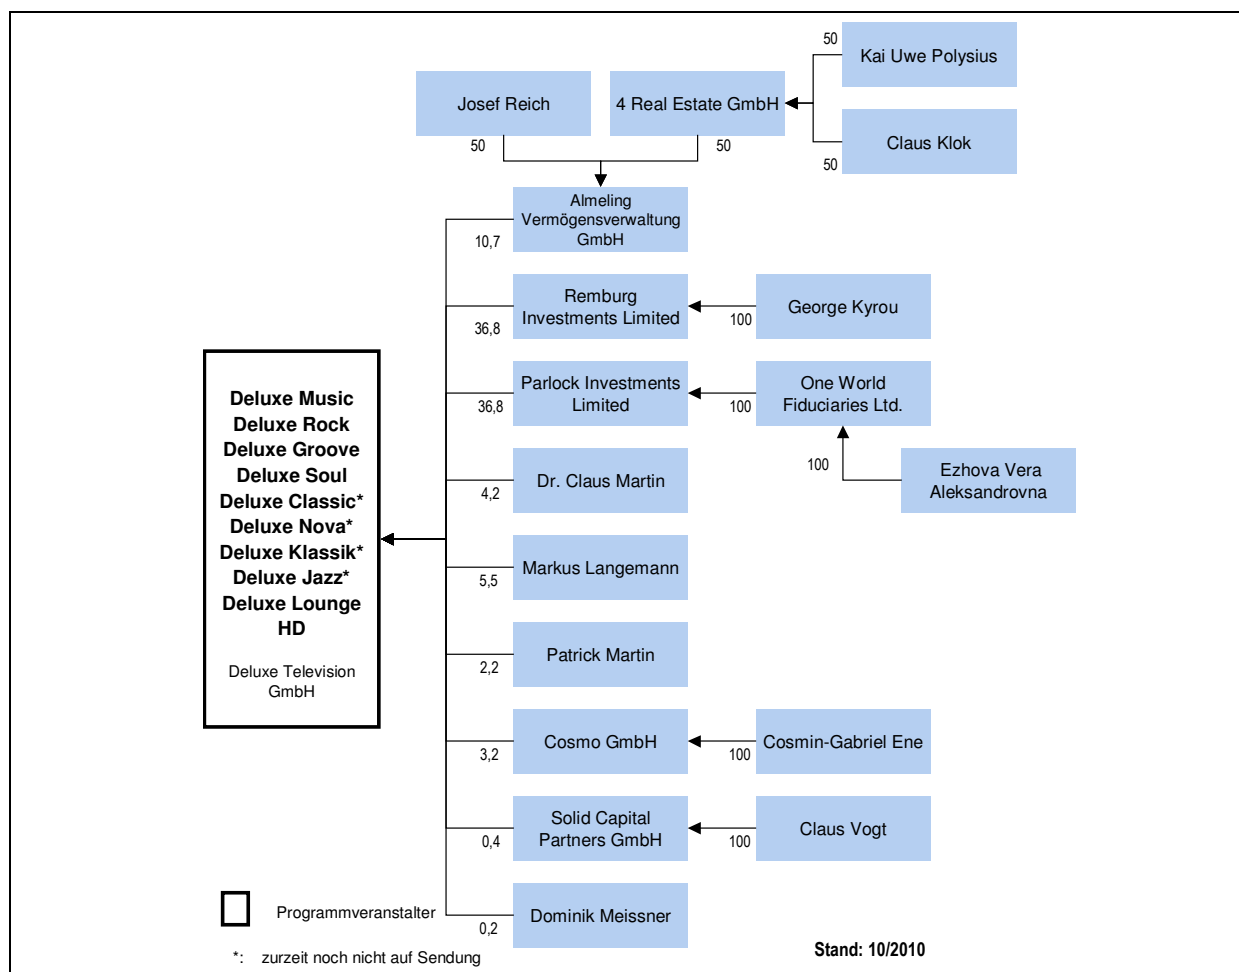 50
Kai Uwe Polysius
Josef Reich
4 Real Estate GmbH
50
50
50
Claus Klok
50
Almeling
Vermögensverwaltung
GmbH
10,7
Remburg
Investments Limited
36,8
100
George Kyrou
Parlock Investments
Limited
36,8
100
One World
Fiduciaries Ltd.
100
Ezhova Vera
Aleksandrovna
Deluxe Music
Deluxe Rock
Deluxe Groove
Deluxe Soul
Deluxe Classic*
Deluxe Nova*
Deluxe Klassik*
Deluxe Jazz*
Deluxe Lounge
HD
Deluxe Television
GmbH
Dr. Claus Martin
4,2
Markus Langemann
5,5
Patrick Martin
2,2
Cosmo GmbH
3,2
100
Cosmin-Gabriel Ene
Solid Capital
Partners GmbH
0,4
100
Claus Vogt
Dominik Meissner
0,2
Programmveranstalter
*: zurzeit noch nicht auf Sendung
Stand: 10/2010